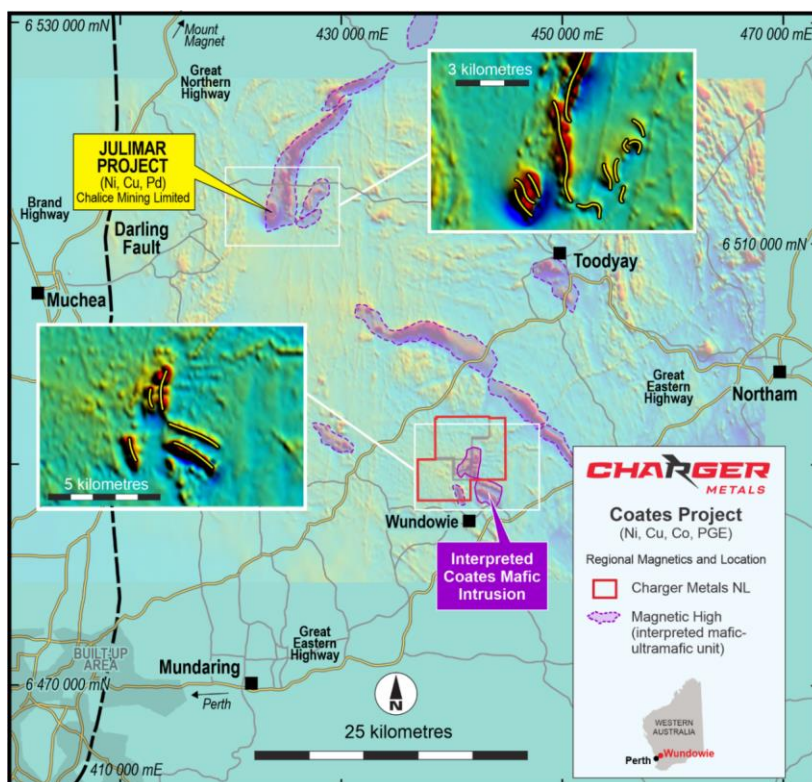 6 530 000 mN
430 000 mE
450 000 mE
470 000 mE
Mount
Magnet
Great
Northern
Highway
3 kilometres
JULIMAR
PROJECT
(Ni, Cu, Pd)
Chalice Mining Limited
Brand
Highway
Darling
Fault
6 510 000 mN
Toodyay
Muchea
Great
Eastern
Highway
Northam
5 kilometres
Wundowie
Interpreted
Coates Mafic
Intrusion
CHARGER
METALS
Coates Project
(Ni, Cu, Co, PGE)
Regional Magnetics and Location
Charger Metals NL
Magnetic High
(interpreted mafic-
ultramafic unit)
WESTERN
AUSTRALIA
Perth
Wundowie
Great
Eastern
Highway
BUILT UP
AREA
Mundaring
6 470 000 mN
Perth
N
25 kilometres
410 000 mE